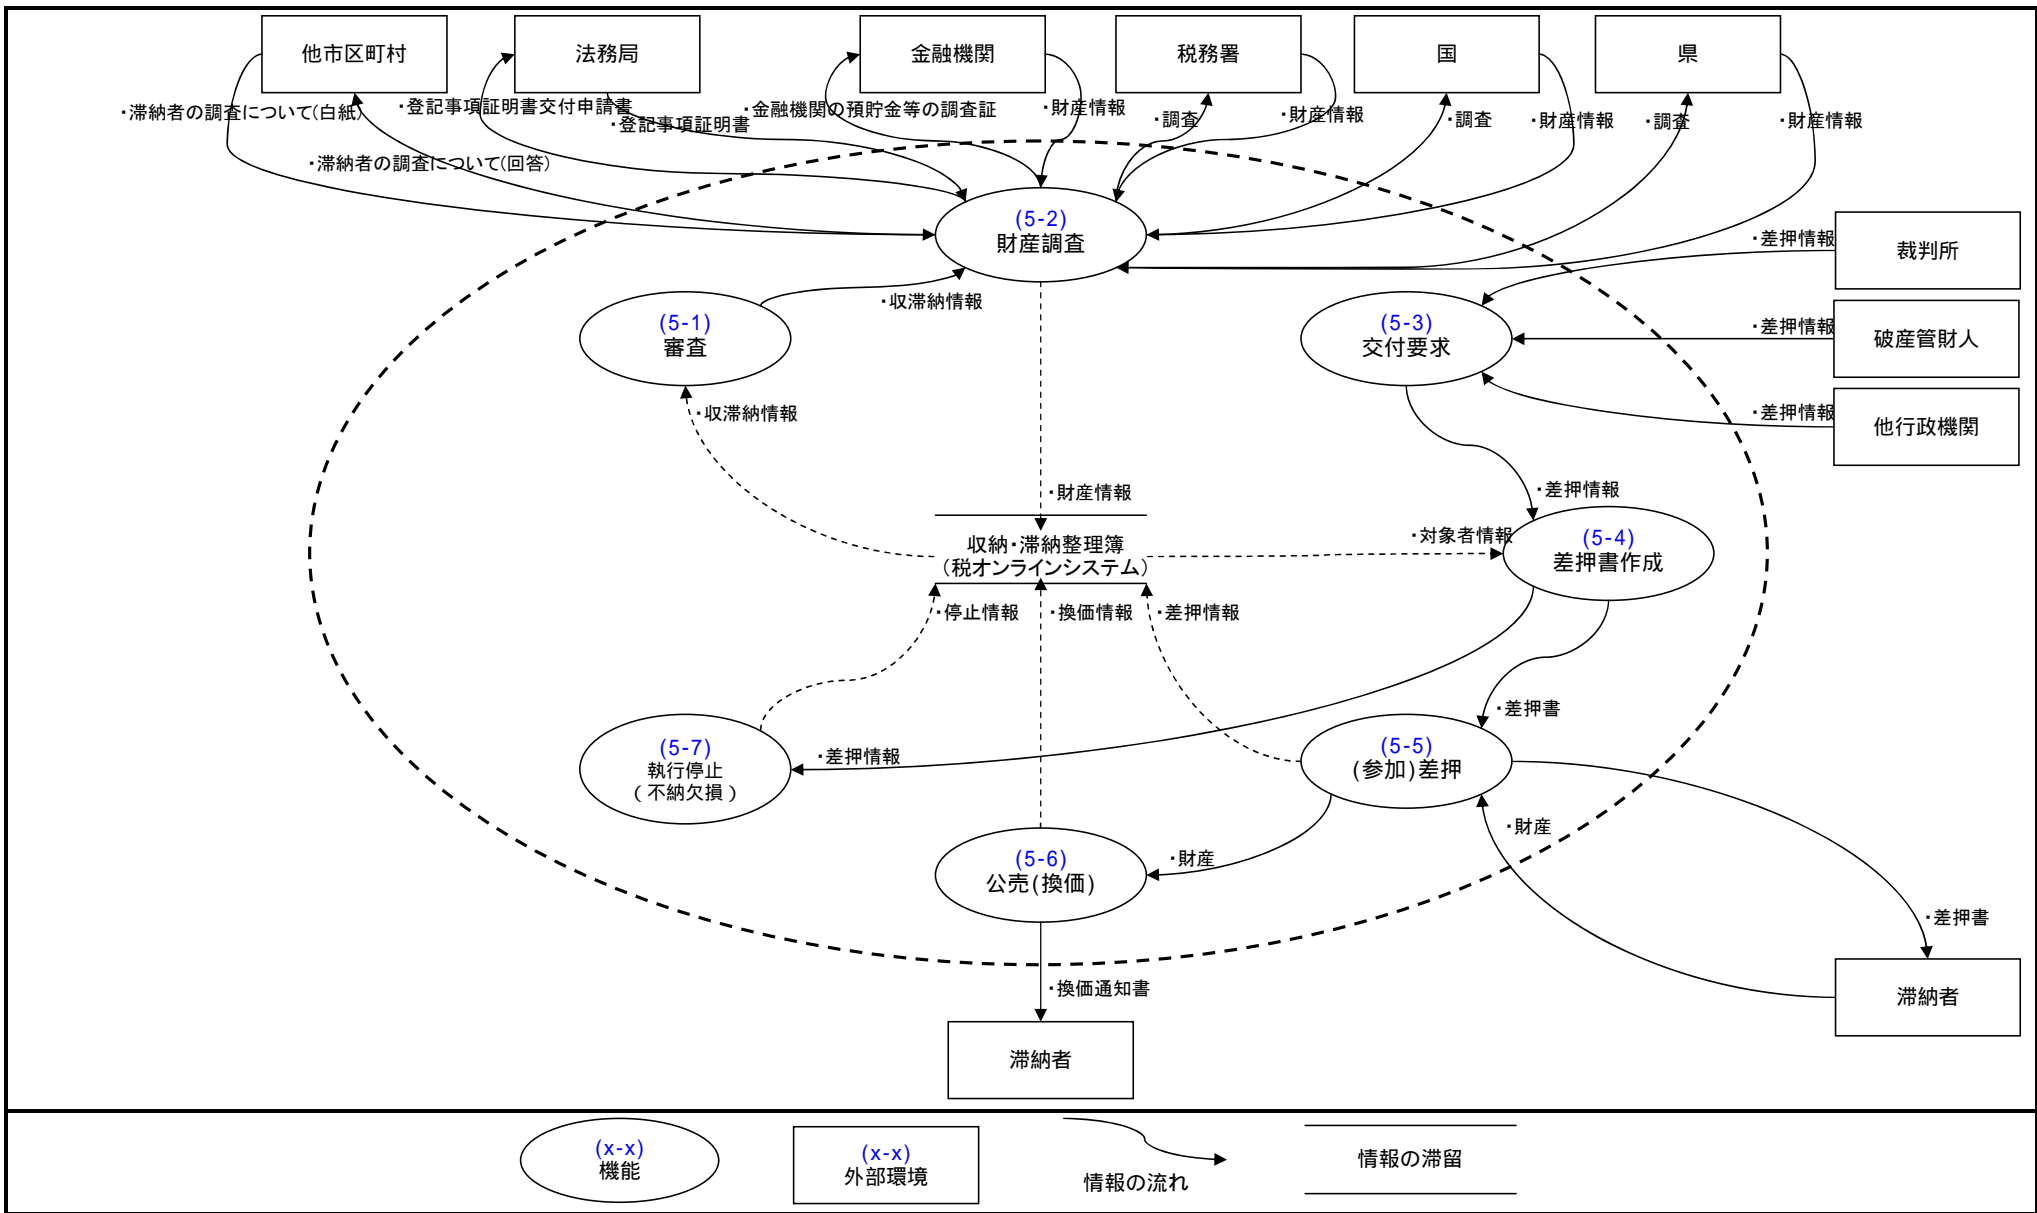 他市区町村
法務局
金融機関
税務署
国
県
・滞納者の調査について(白紙)
・登記事項証明書交付申請書
・登記事項証明書
・金融機関の預貯金等の調査証
・財産情報
・調査
・財産情報
・調査
・財産情報
・調査
・財産情報
・滞納者の調査について(回答)
(5-2)
財産調査
・差押情報
裁判所
・収滞納情報
(5-1)
審査
(5-3)
交付要求
・差押情報
破産管財人
・収滞納情報
・差押情報
他行政機関
・財産情報
・差押情報
収納・滞納整理簿
(税オンラインシステム)
・対象者情報
(5-4)
差押書作成
・停止情報
・換価情報
・差押情報
・差押書
(5-7)
執行停止
(不納欠損)
・差押情報
(5-5)
(参加)差押
・財産
(5-6)
公売(換価)
・財産
・差押書
・換価通知書
滞納者
滞納者
(x-x)
機能
(x-x)
外部環境
情報の流れ
情報の滞留